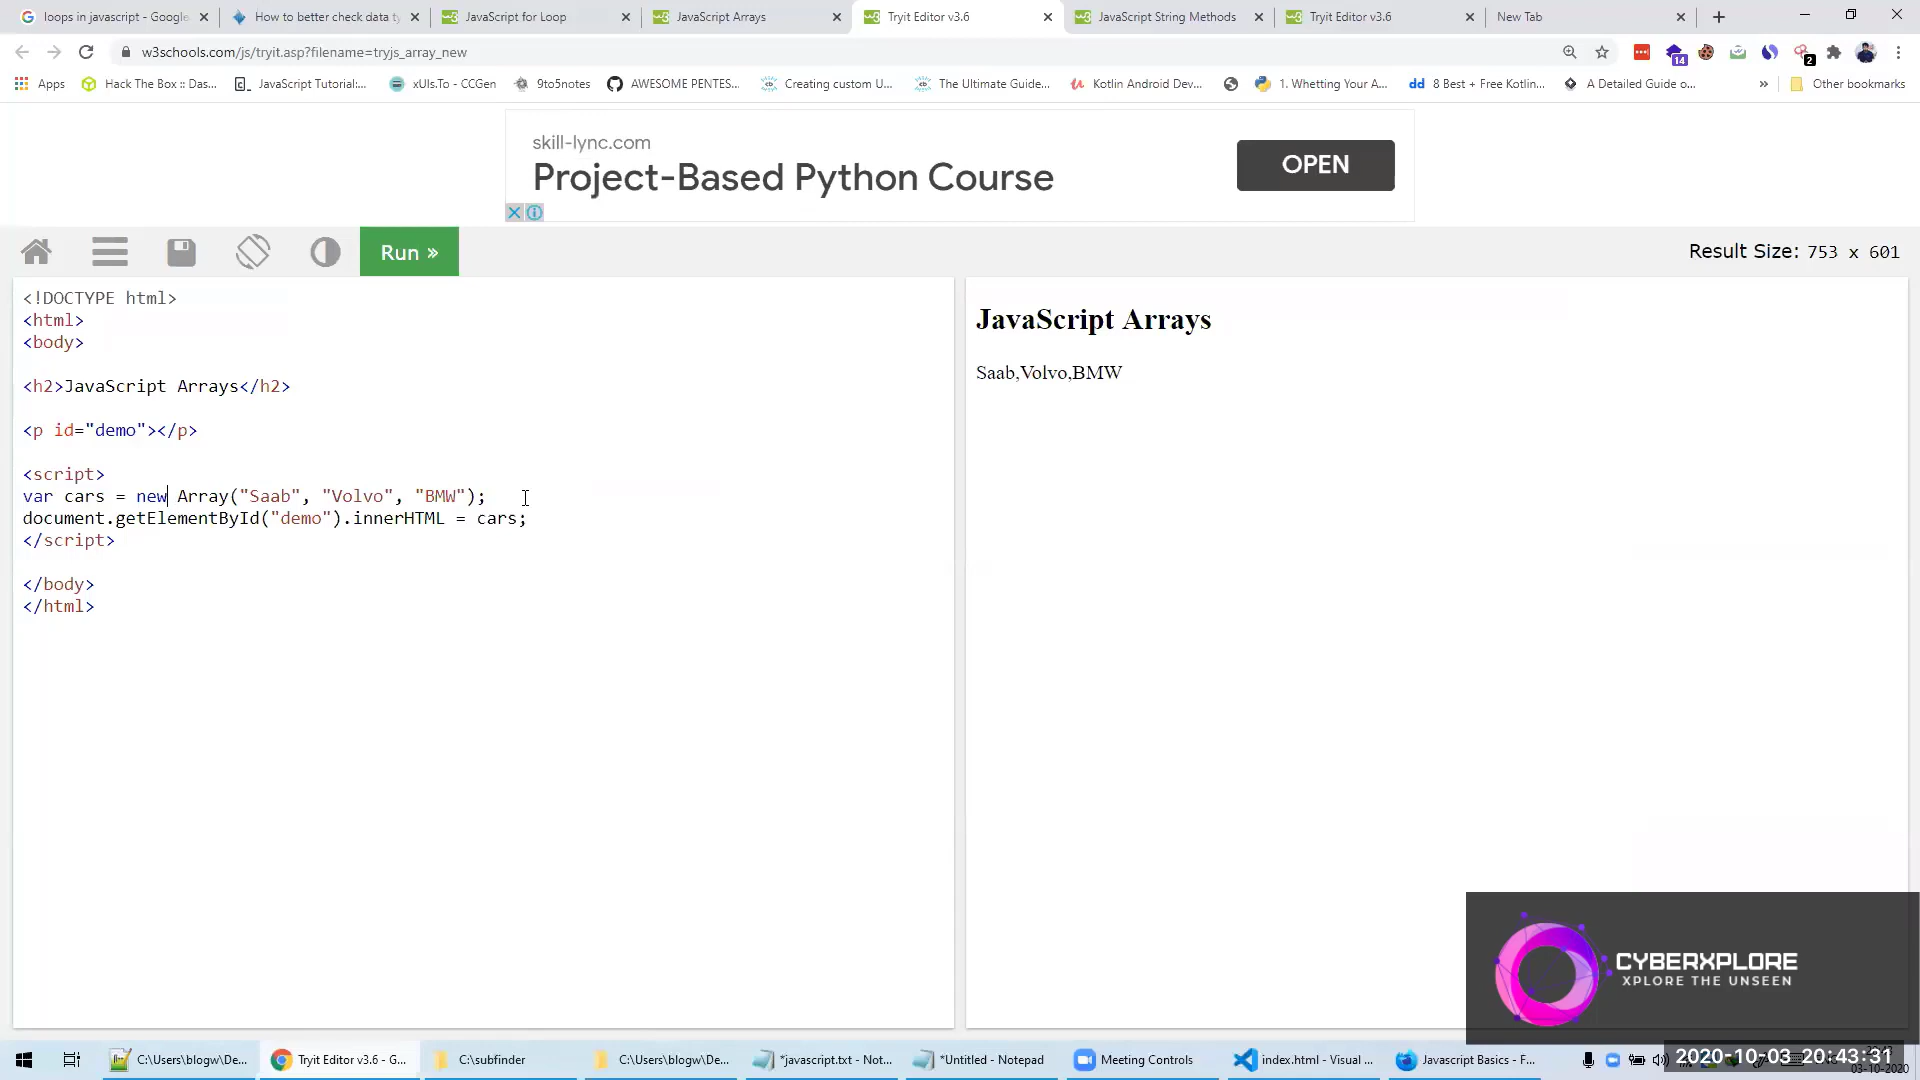 loops in javascript - Google
How to better check data ty
JavaScript for Loop
JavaScript Arrays
Tryit Editor v3.6
JavaScript String Methods
Tryit Editor v3.6
New Tab
w3schools.com/js/tryit.asp?filename=tryjs_array_new
14
2
Apps
Hack The Box :: Das...
JavaScript Tutorial:...
xUls.To - CCGen
9to5notes
AWESOME PENTES...
Creating custom U...
The Ultimate Guide...
Kotlin Android Dev...
1. Whetting Your A...
8 Best + Free Kotlin...
A Detailed Guide o...
»
Other bookmarks
skill-lync.com
Project-Based Python Course
OPEN
Run »
Result Size: 753 x 601
<!DOCTYPE html>
<html>
<body>
<h2>JavaScript Arrays</h2>
<p id="demo"></p>
<script>
var cars = new Array("Saab", "Volvo", "BMW");
document.getElementById("demo").innerHTML = cars;
</script>
</body>
</html>
JavaScript Arrays
Saab,Volvo,BMW
CYBERXPLORE
XPLORE THE UNSEEN
C:\Users\blogw\De...
Tryit Editor v3.6 - G...
C:\subfinder
C:\Users\blogw\De...
*javascript.txt - Not...
*Untitled - Notepad
Meeting Controls
index.html - Visual ...
Javascript Basics - F...
2020-10-03 20:43:31
03-10-2020